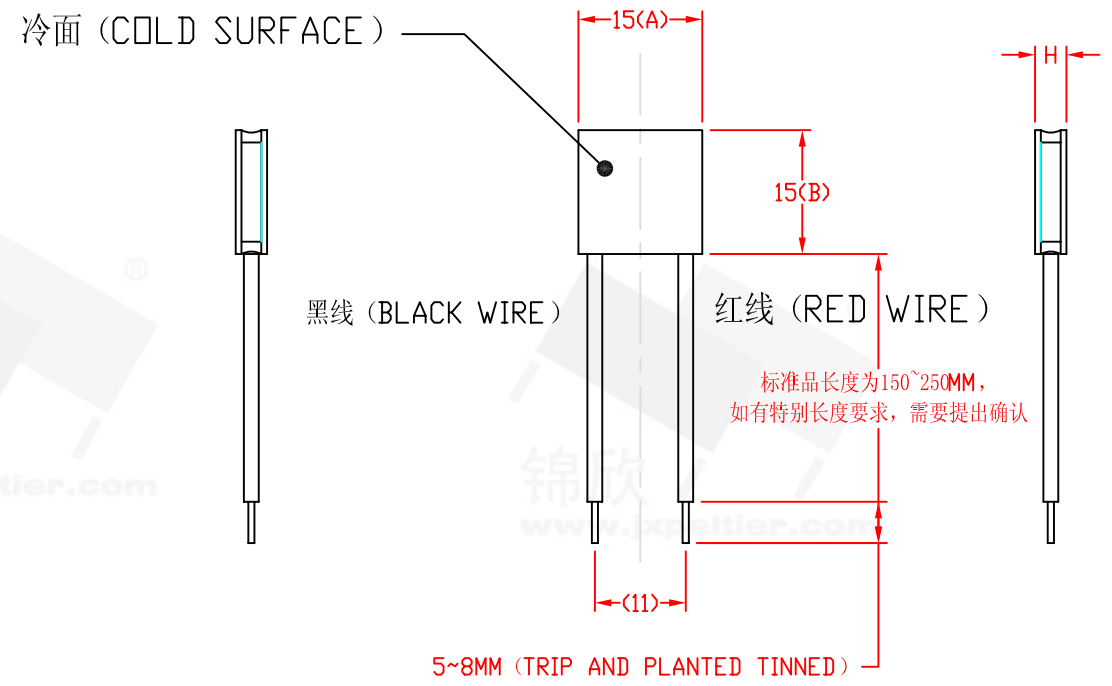 冷面（COLD SURFACE）
15(A)
H
15(B)
®
黑线（BLACK WIRE）
红线（RED WIRE）
标准品长度为150~250MM，
如有特别长度要求，需要提出确认
锦欣
tier.com
www.jxpeltier.com
(11)
5~8MM（TRIP AND PLANTED TINNED）